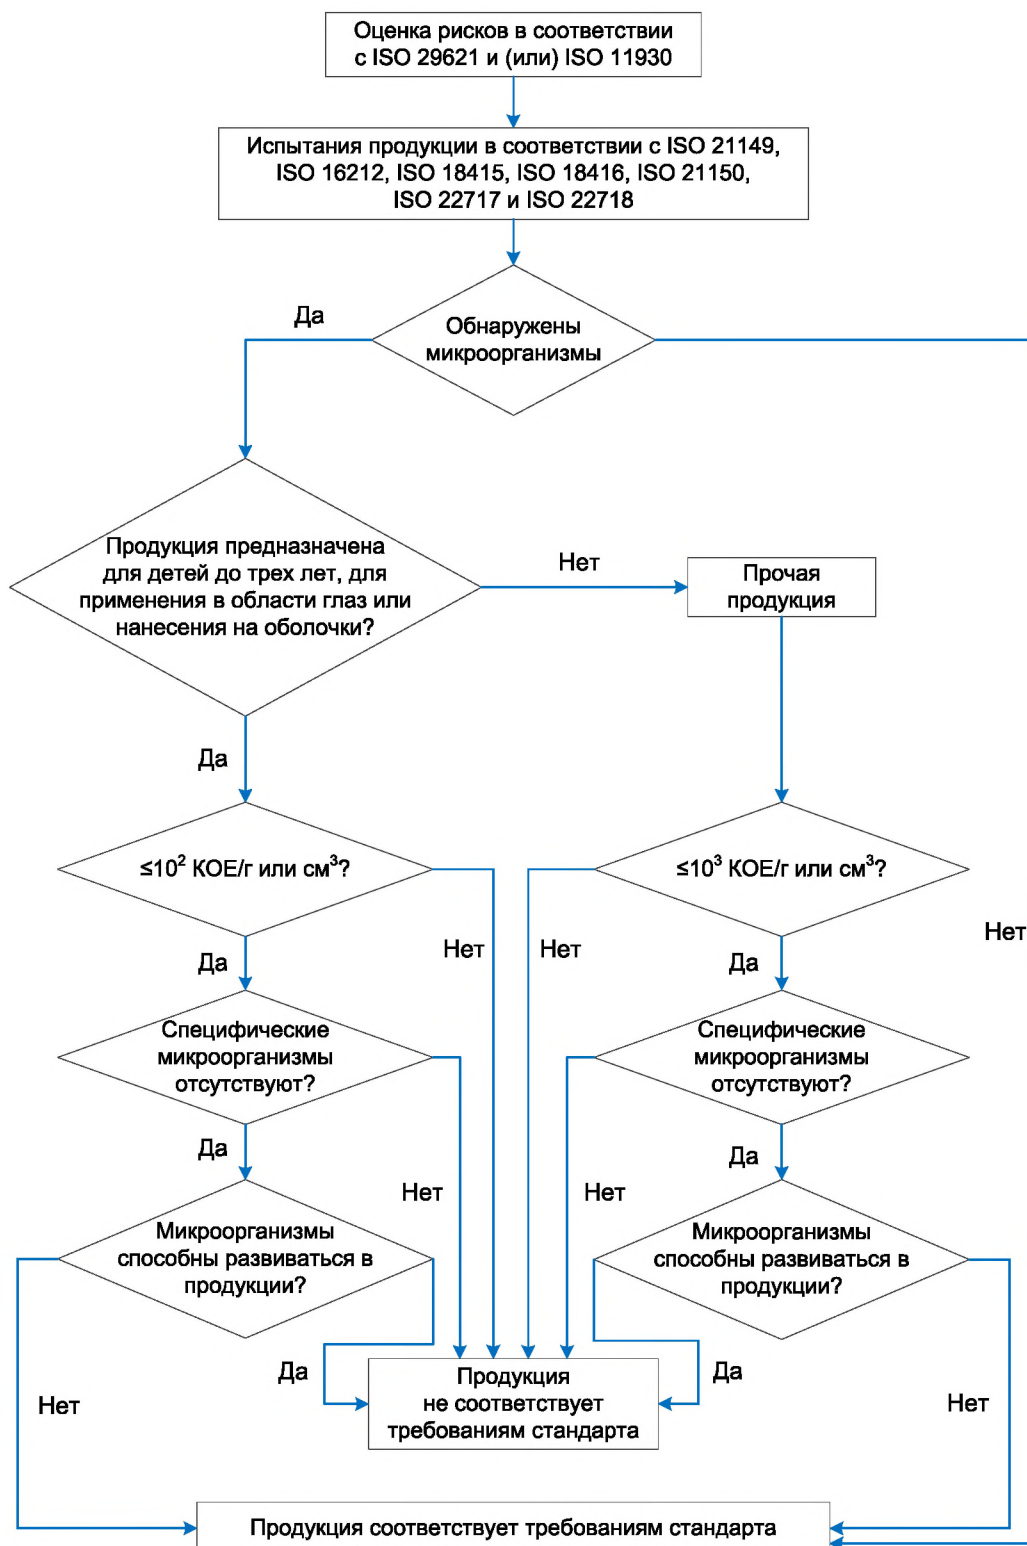 Оценка рисков в соответствии
с ISO 29621 и (или) ISO 11930
Испытания продукции в соответствии с ISO 21149,
ISO 16212, ISO 18415, ISO 18416, ISO 21150,
ISO 22717 и ISO 22718
Да
Обнаружены
микроорганизмы
Продукция предназначена
для детей до трех лет, для
применения в области глаз или
нанесения на оболочки?
Нет
Прочая
продукция
Да
≤10² КОЕ/г или см³?
≤10³ КОЕ/г или см³?
Нет
Да
Нет
Нет
Да
Специфические
микроорганизмы
отсутствуют?
Специфические
микроорганизмы
отсутствуют?
Да
Нет
Нет
Да
Микроорганизмы
способны развиваться в
продукции?
Микроорганизмы
способны развиваться в
продукции?
Да
Продукция
не соответствует
требованиям стандарта
Да
Нет
Нет
Продукция соответствует требованиям стандарта